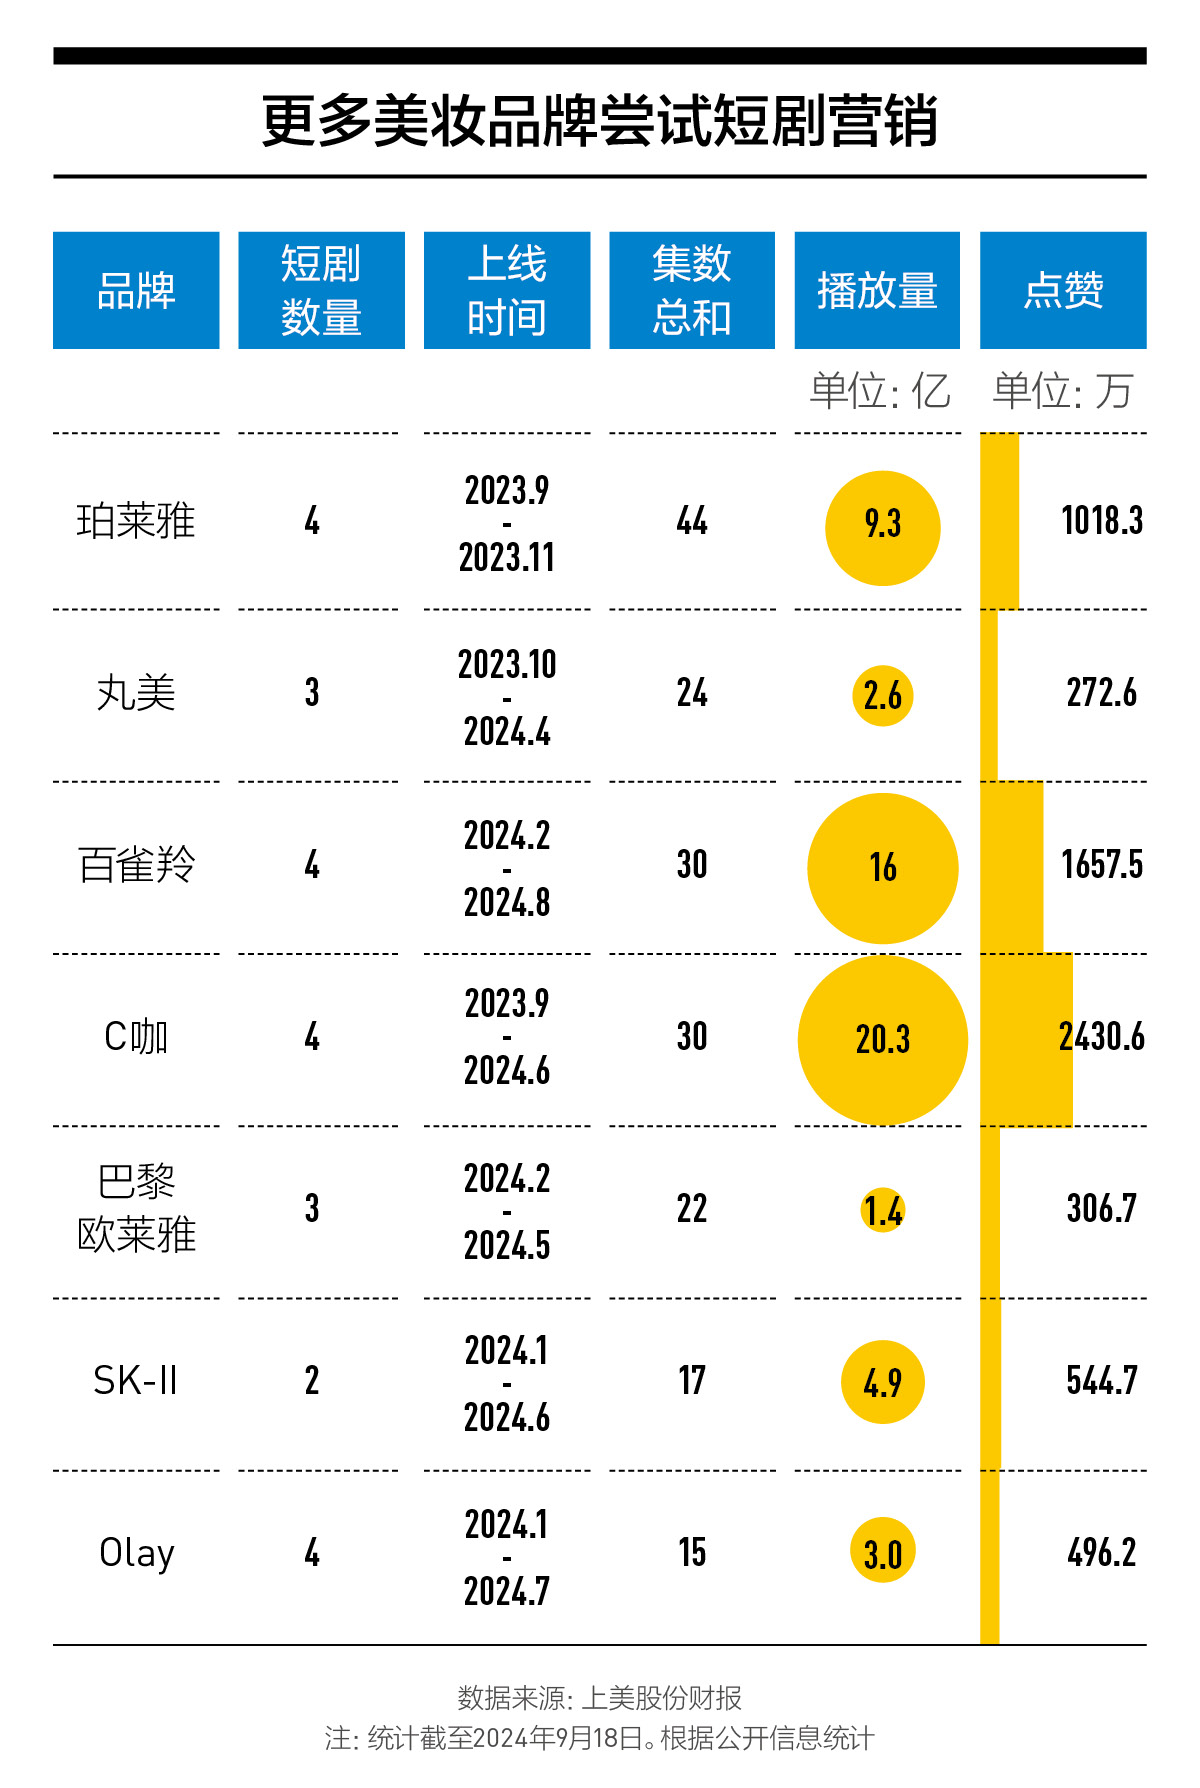 更多美妆品牌尝试短剧营销
品牌 短剧数量 上线时间 集数总和 播放量 点赞
单位：亿 单位：万
珀莱雅 4 2023.9-2023.11 44 9.3 1018.3
丸美 3 2023.10-2024.4 24 2.6 272.6
百雀羚 4 2024.2-2024.8 30 16 1657.5
C咖 4 2023.9-2024.6 30 20.3 2430.6
巴黎欧莱雅 3 2024.2-2024.5 22 1.4 306.7
SK-II 2 2024.1-2024.6 17 4.9 544.7
Olay 4 2024.1-2024.7 15 3.0 496.2
数据来源：上美股份财报
注：统计截至2024年9月18日。根据公开信息统计